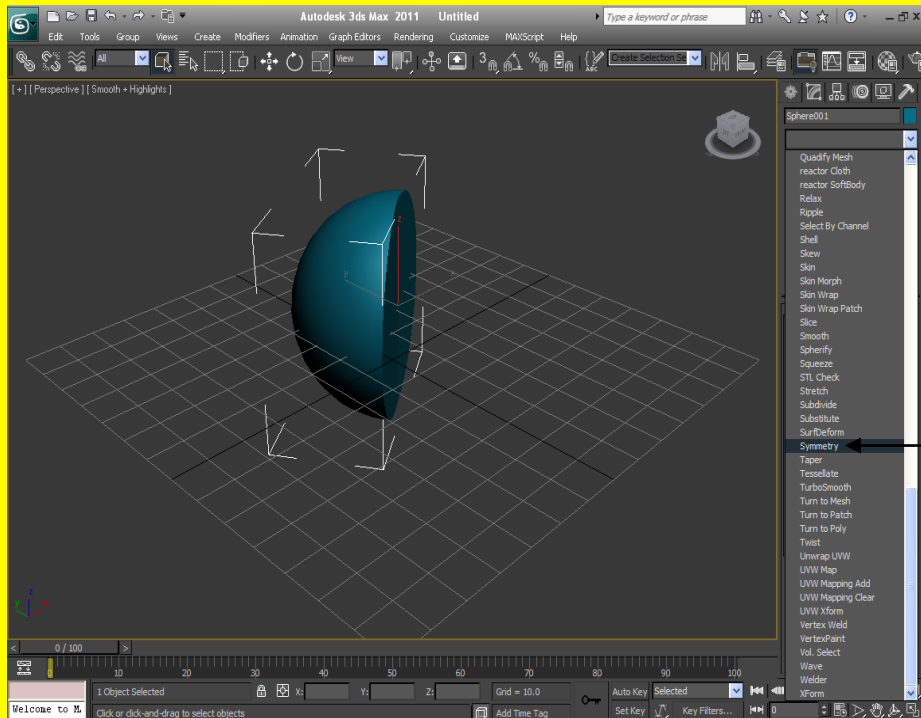 Autodesk 3ds Max 2011 Untitled
Type a keyword or phrase
Edit Tools Group Views Create Modifiers Animation Graph Editors Rendering Customize MAXScript Help
All
View
3
Create Selection Se
[ + ] [ Perspective ] [ Smooth + Highlights ]
Sphere001
Quadify Mesh
reactor Cloth
reactor SoftBody
Relax
Ripple
Select By Channel
Shell
Skew
Skin
Skin Morph
Skin Wrap
Skin Wrap Patch
Slice
Smooth
Spherify
Squeeze
STL Check
Stretch
Subdivide
Substitute
SurfDeform
Symmetry
Taper
Tessellate
TurboSmooth
Turn to Mesh
Turn to Patch
Turn to Poly
Twist
Unwrap UVW
UVW Map
UVW Mapping Add
UVW Mapping Clear
UVW Xform
Vertex Weld
VertexPaint
Vol. Select
Wave
Welder
XForm
z
y
x
z
y
x
< 0 / 100 >
0 10 20 30 40 50 60 70 80 90 100
1 Object Selected X: Y: Z: Grid = 10.0 Auto Key Selected
Welcome to M. Click or click-and-drag to select objects Add Time Tag Set Key Key Filters... 0